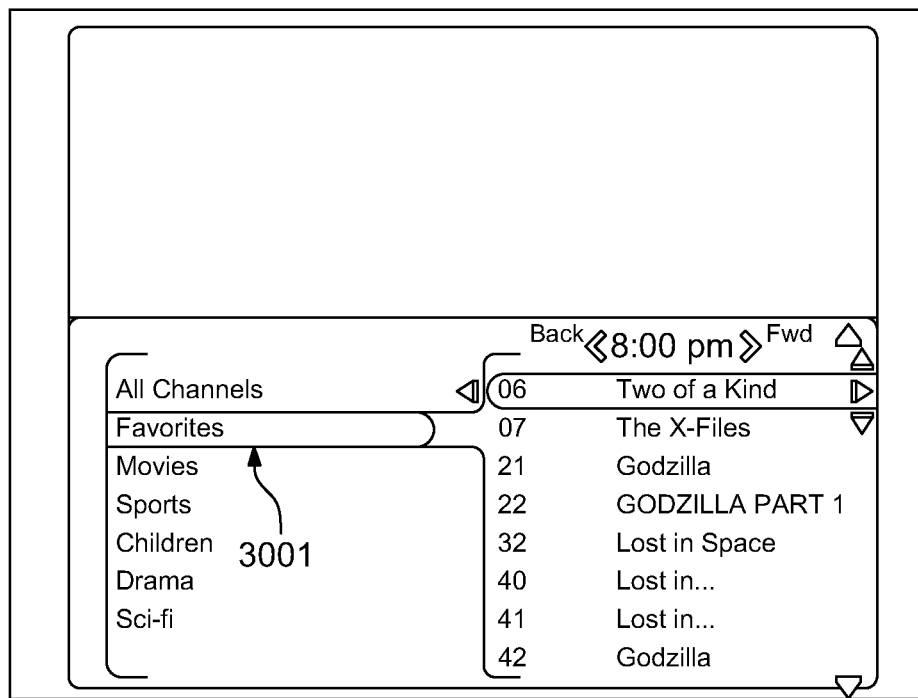 Back 8:00 pm Fwd
All Channels
Favorites
Movies
Sports
Children
Drama
Sci-fi
3001
06 Two of a Kind
07 The X-Files
21 Godzilla
22 GODZILLA PART 1
32 Lost in Space
40 Lost in...
41 Lost in...
42 Godzilla